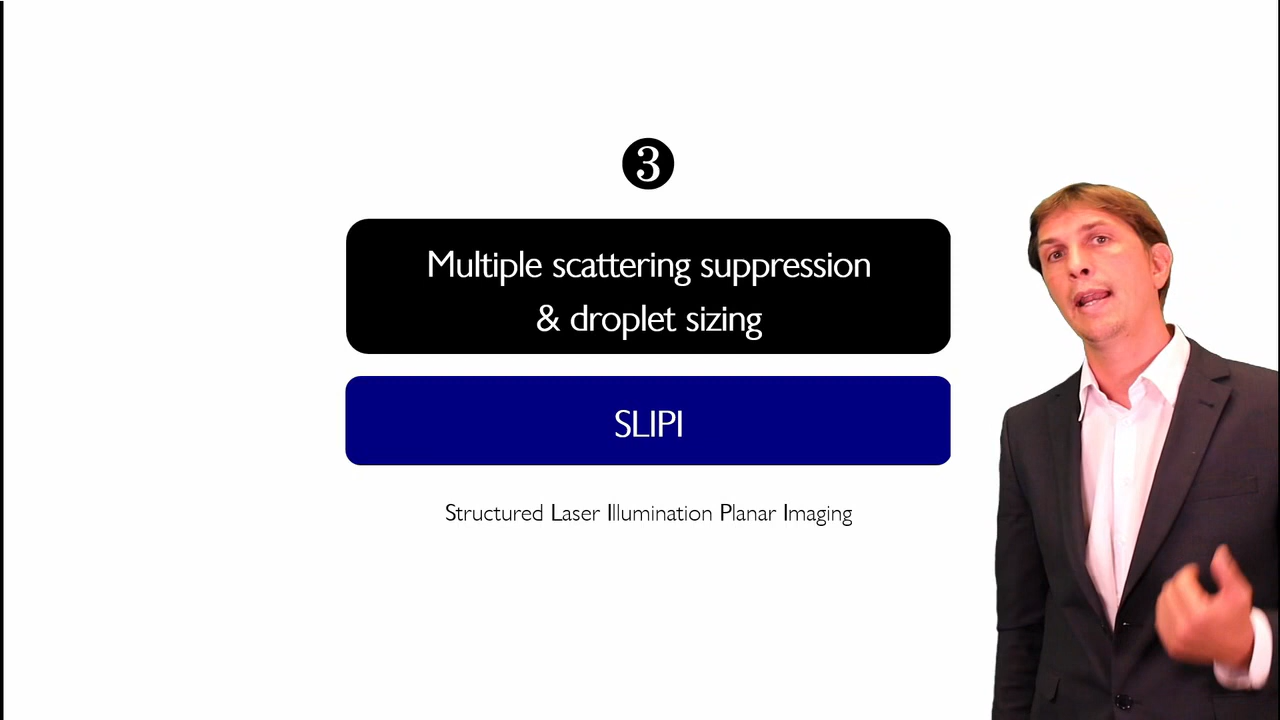 ❸
Multiple scattering suppression
& droplet sizing
SLIPI
Structured Laser Illumination Planar Imaging